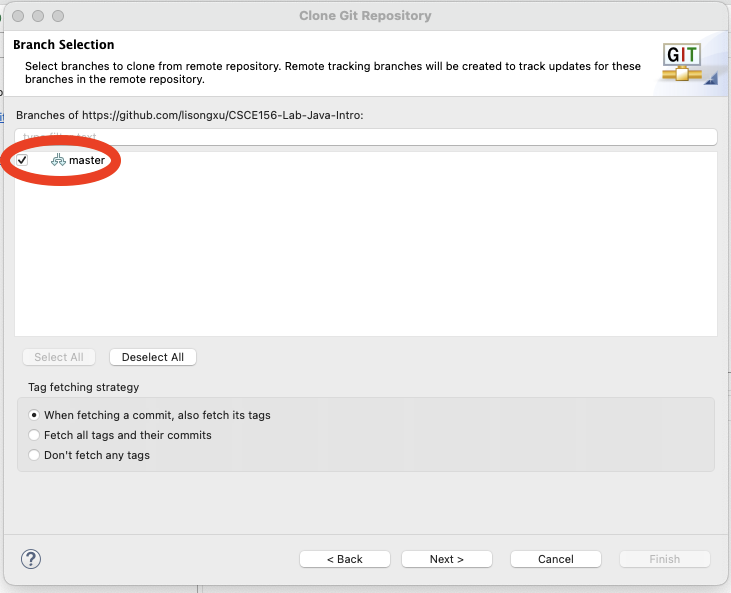 Clone Git Repository
Branch Selection
Select branches to clone from remote repository. Remote tracking branches will be created to track updates for these
branches in the remote repository.
GIT
Branches of https://github.com/lisongxu/CSCE156-Lab-Java-Intro:
type filter text
master
Select All
Deselect All
Tag fetching strategy
When fetching a commit, also fetch its tags
Fetch all tags and their commits
Don't fetch any tags
?
< Back
Next >
Cancel
Finish